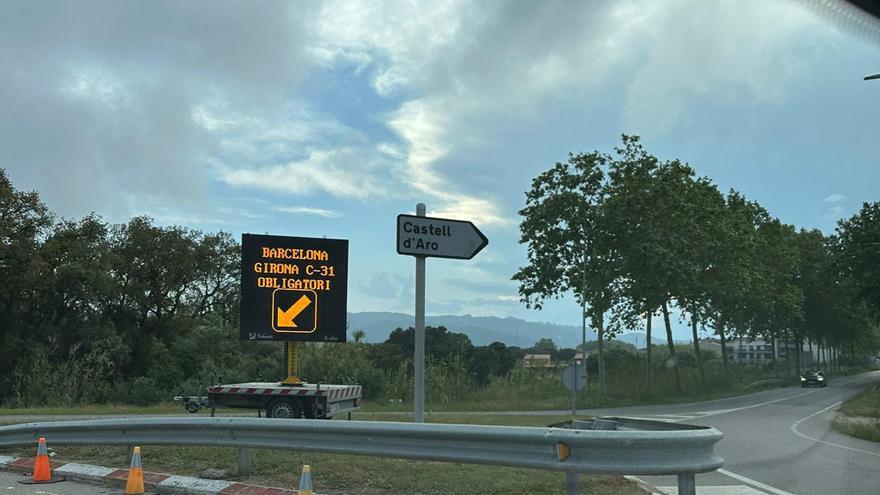 BARCELONA
GIRONA C-31
OBLIGATORI
Castell
d'Aro